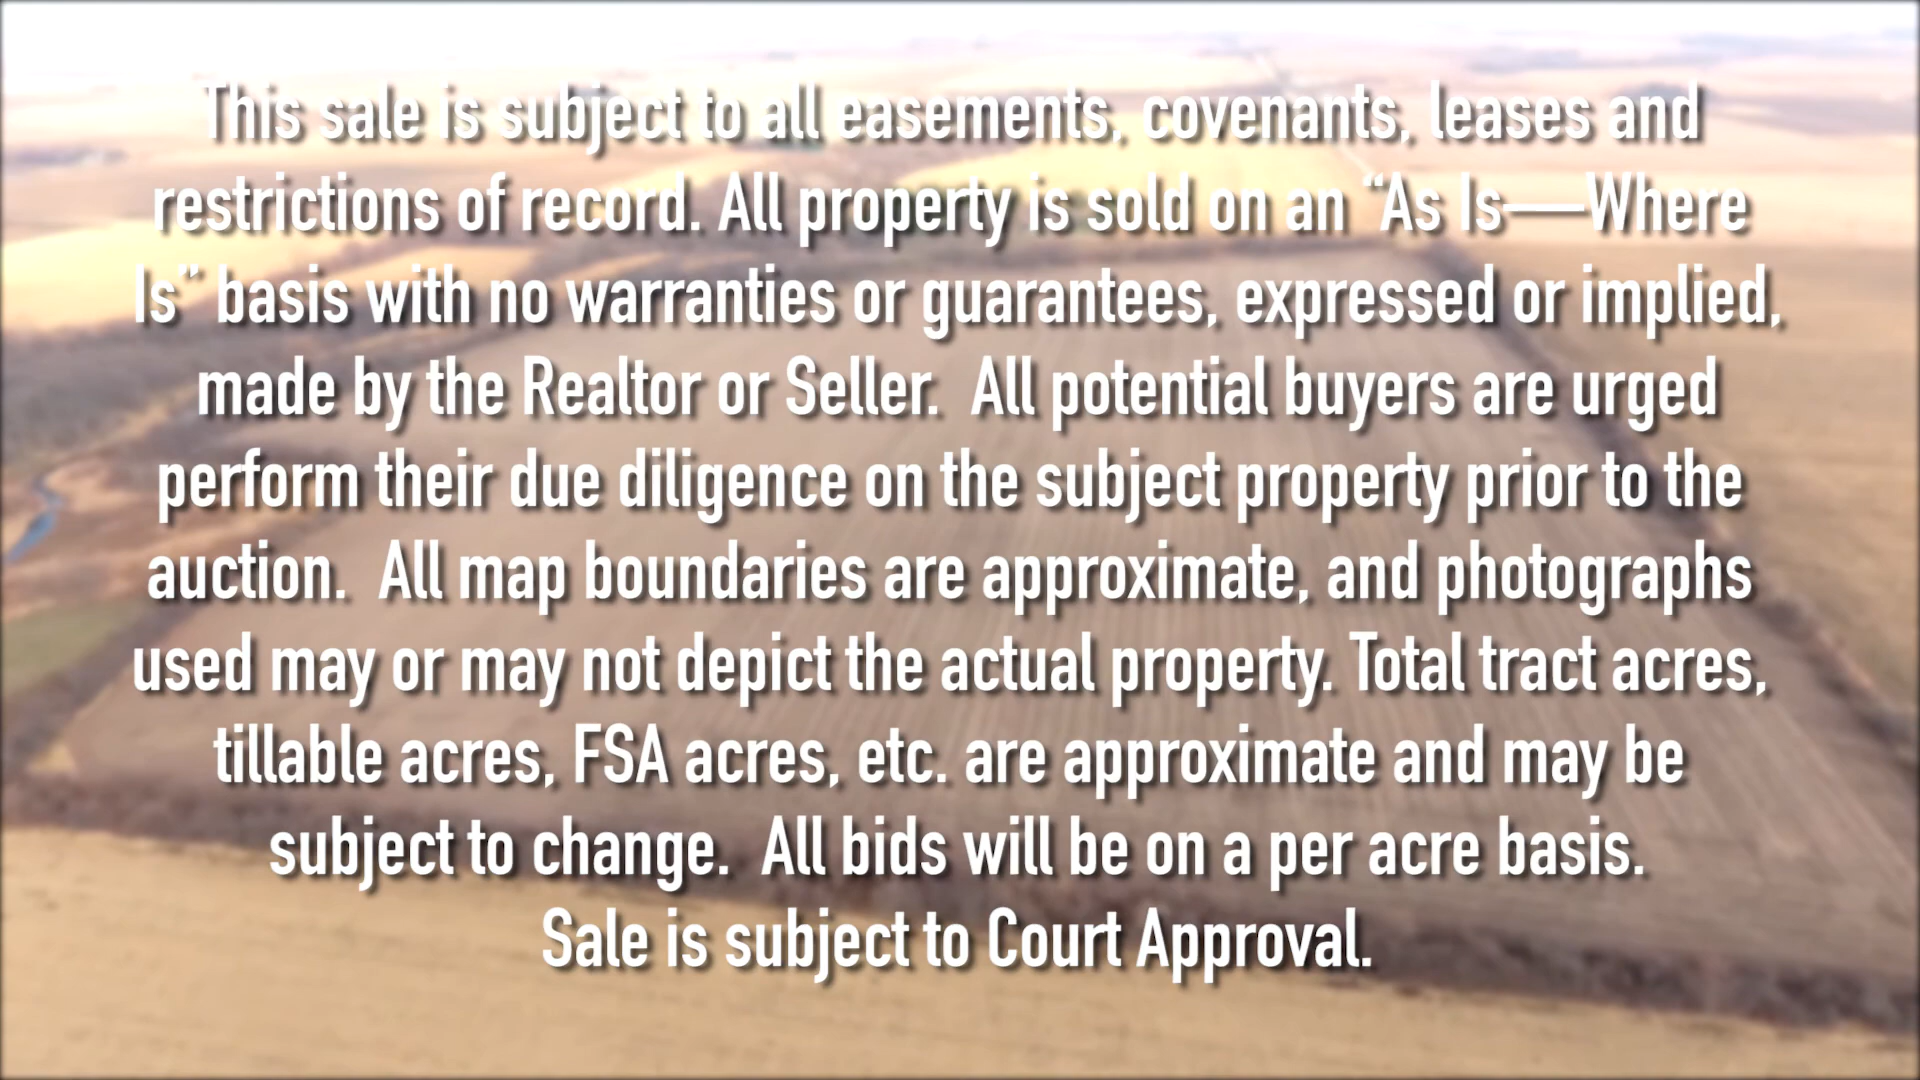 This sale is subject to all easements, covenants, leases and
restrictions of record. All property is sold on an “As Is—Where
Is” basis with no warranties or guarantees, expressed or implied,
made by the Realtor or Seller.  All potential buyers are urged
perform their due diligence on the subject property prior to the
auction.  All map boundaries are approximate, and photographs
used may or may not depict the actual property. Total tract acres,
tillable acres, FSA acres, etc. are approximate and may be
subject to change.  All bids will be on a per acre basis.
Sale is subject to Court Approval.